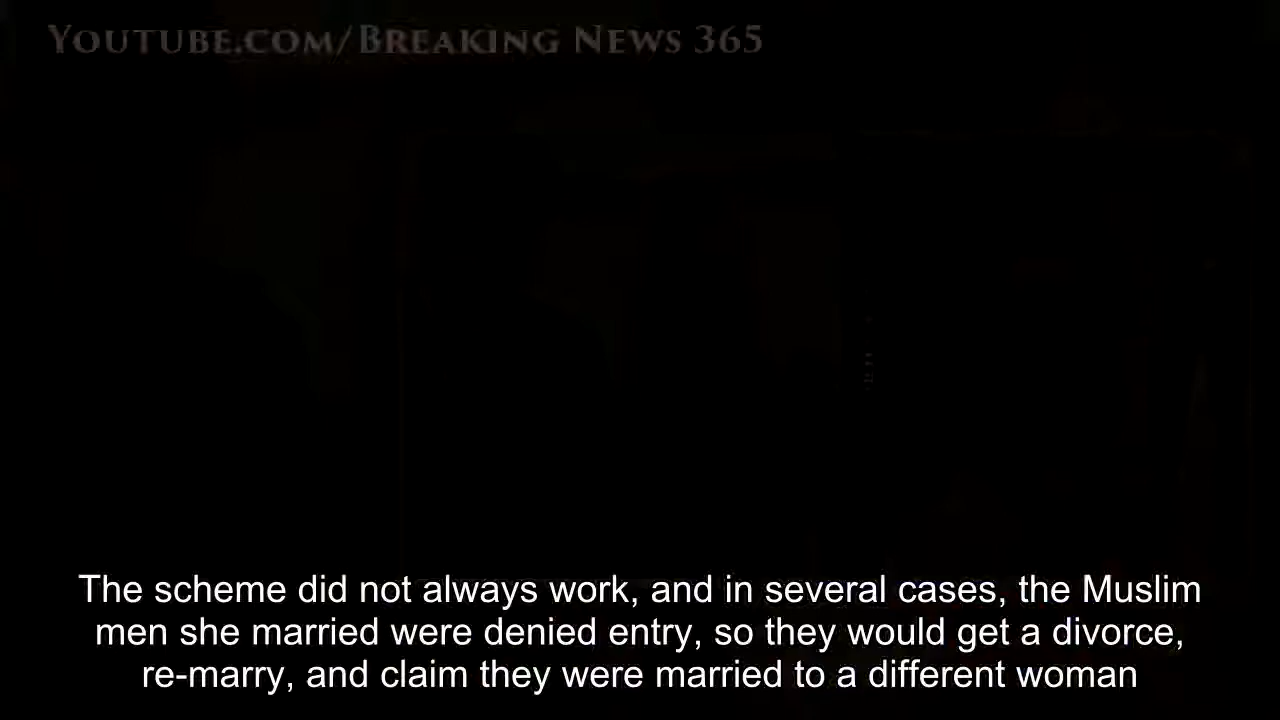 Youtube.com/Breaking News 365
The scheme did not always work, and in several cases, the Muslim
men she married were denied entry, so they would get a divorce,
re-marry, and claim they were married to a different woman